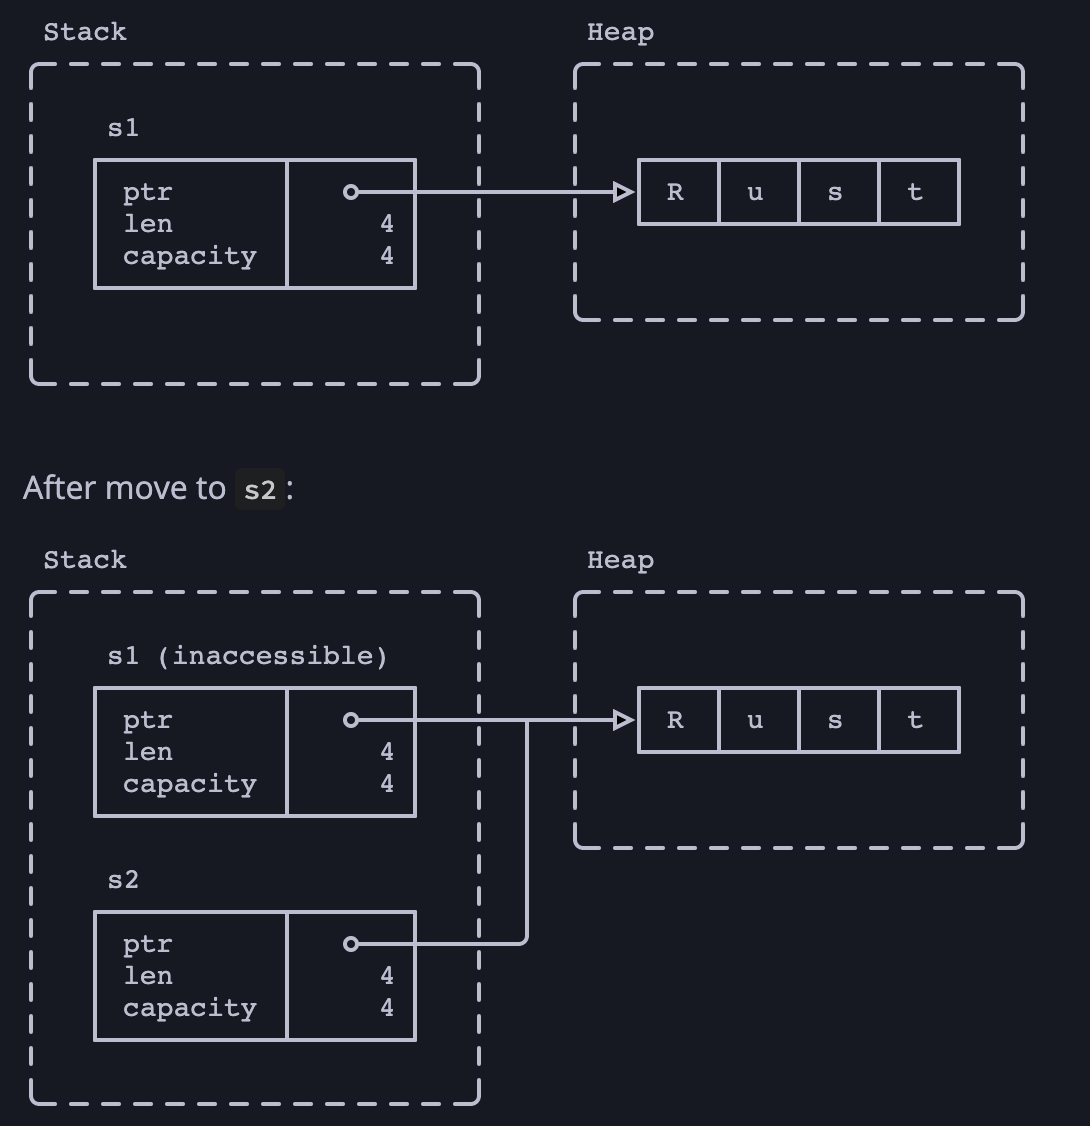 Stack Heap
s1
ptr R u s t
len 4
capacity 4
After move to s2:
Stack Heap
s1 (inaccessible)
ptr R u s t
len 4
capacity 4
s2
ptr
len 4
capacity 4